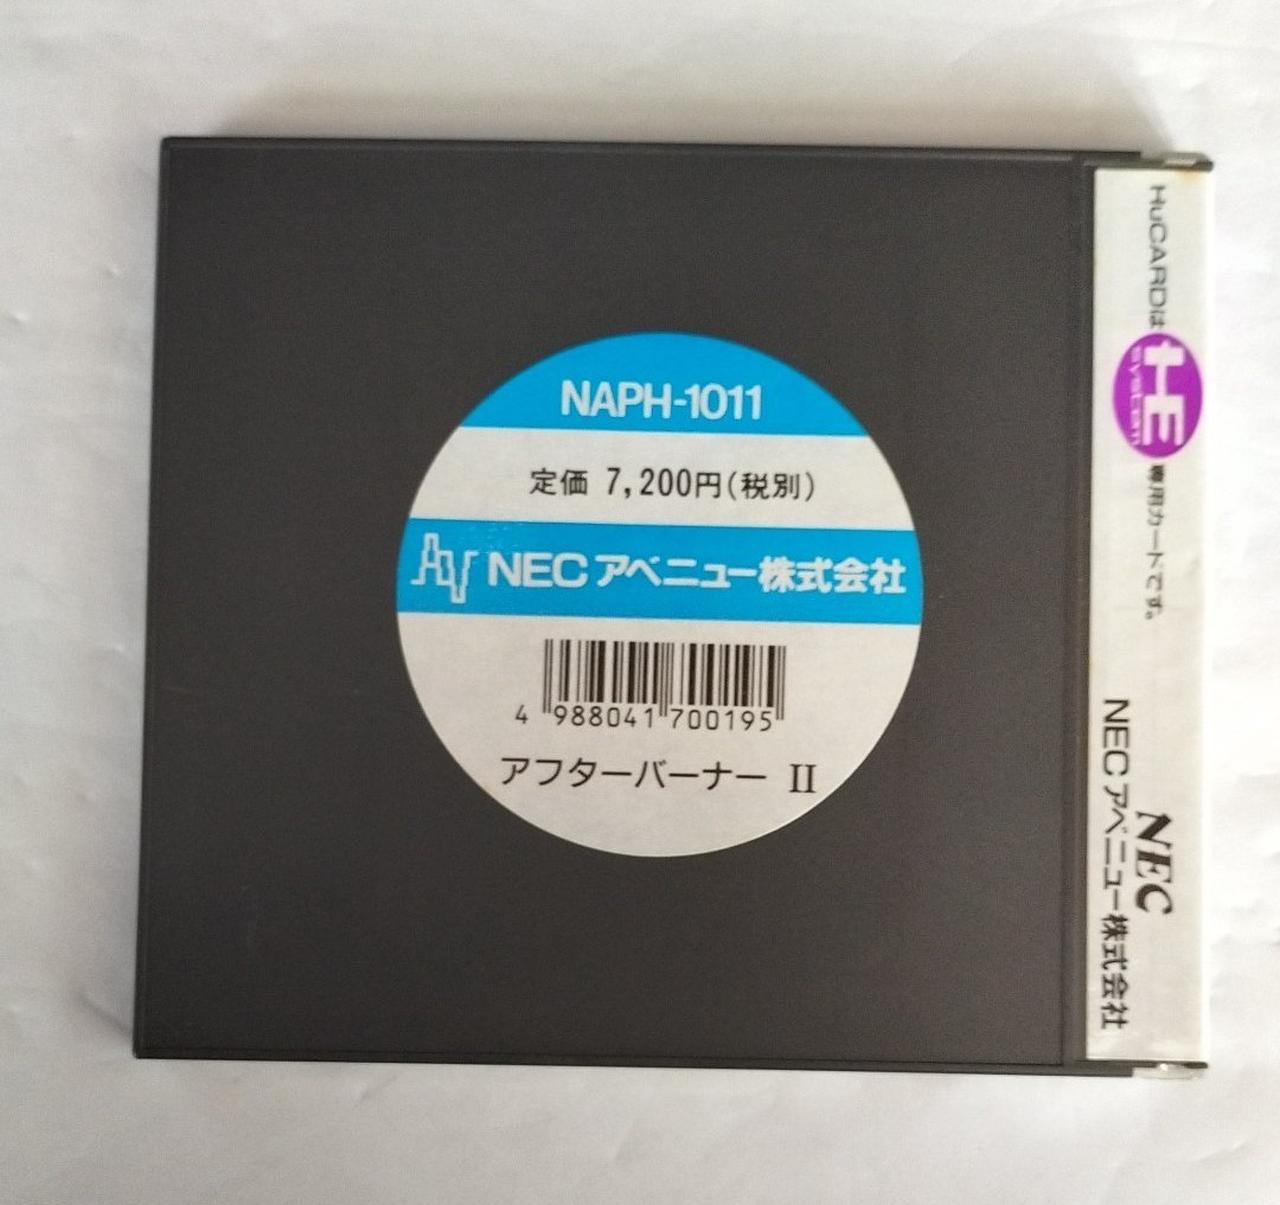 NAPH-1011
定価 7,200円(税別)
NECアベニュー株式会社
4 988041 700195
アフターバーナー II
HuCARDは HE system 専用カードです。
NEC
NECアベニュー株式会社